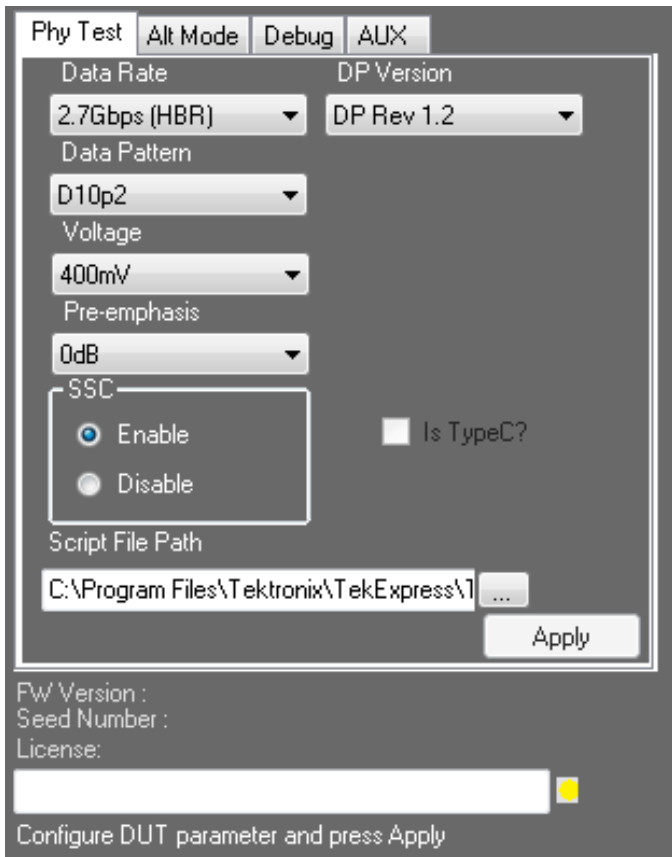 Phy Test Alt Mode Debug AUX
Data Rate DP Version
2.7Gbps (HBR) DP Rev 1.2
Data Pattern
D10p2
Voltage
400mV
Pre-emphasis
0dB
SSC
Enable Is TypeC?
Disable
Script File Path
C:\Program Files\Tektronix\TekExpress\ ...
Apply
FW Version :
Seed Number :
License:
Configure DUT parameter and press Apply